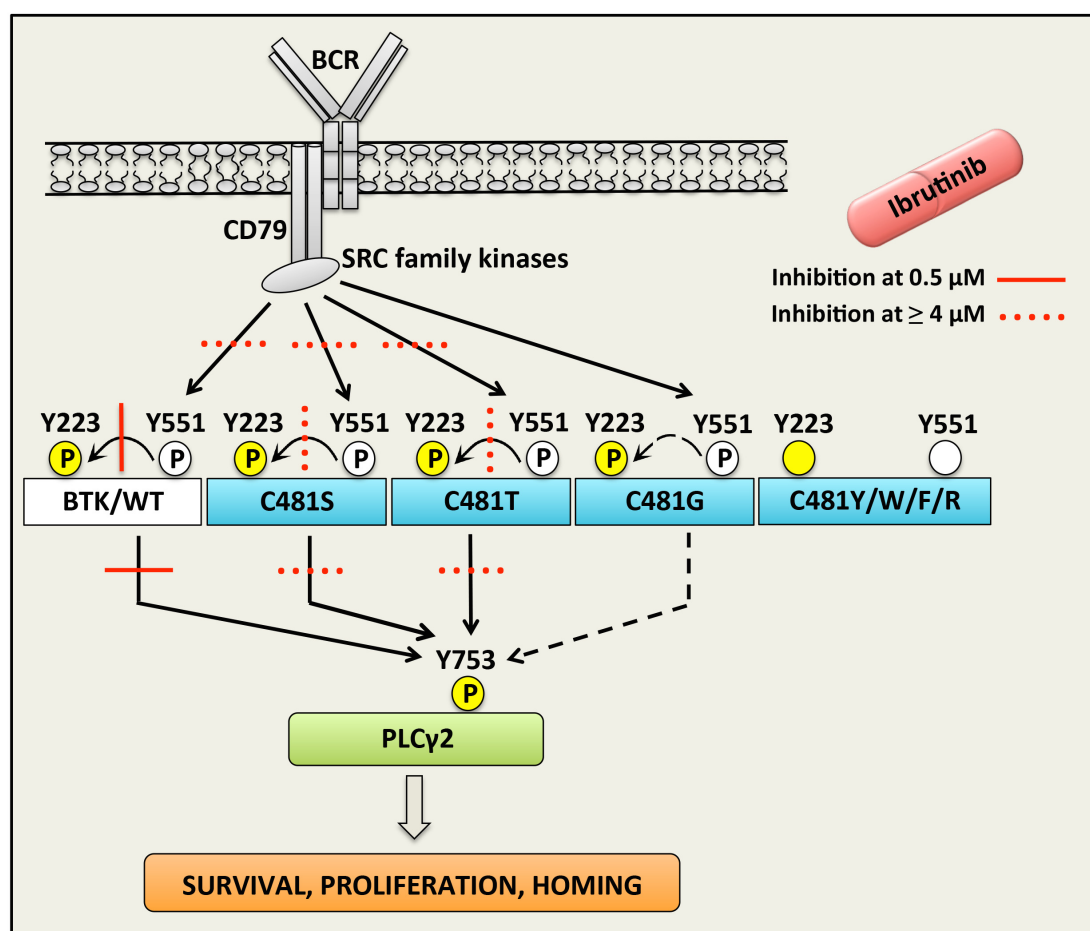 BCR
Ibrutinib
CD79
SRC family kinases
Inhibition at 0.5 µM
Inhibition at ≥ 4 µM
Y223 Y551 Y223 Y551 Y223 Y551 Y223 Y551 Y223 Y551
P P P P P P P P
BTK/WT C481S C481T C481G C481Y/W/F/R
Y753
P
PLCγ2
SURVIVAL, PROLIFERATION, HOMING